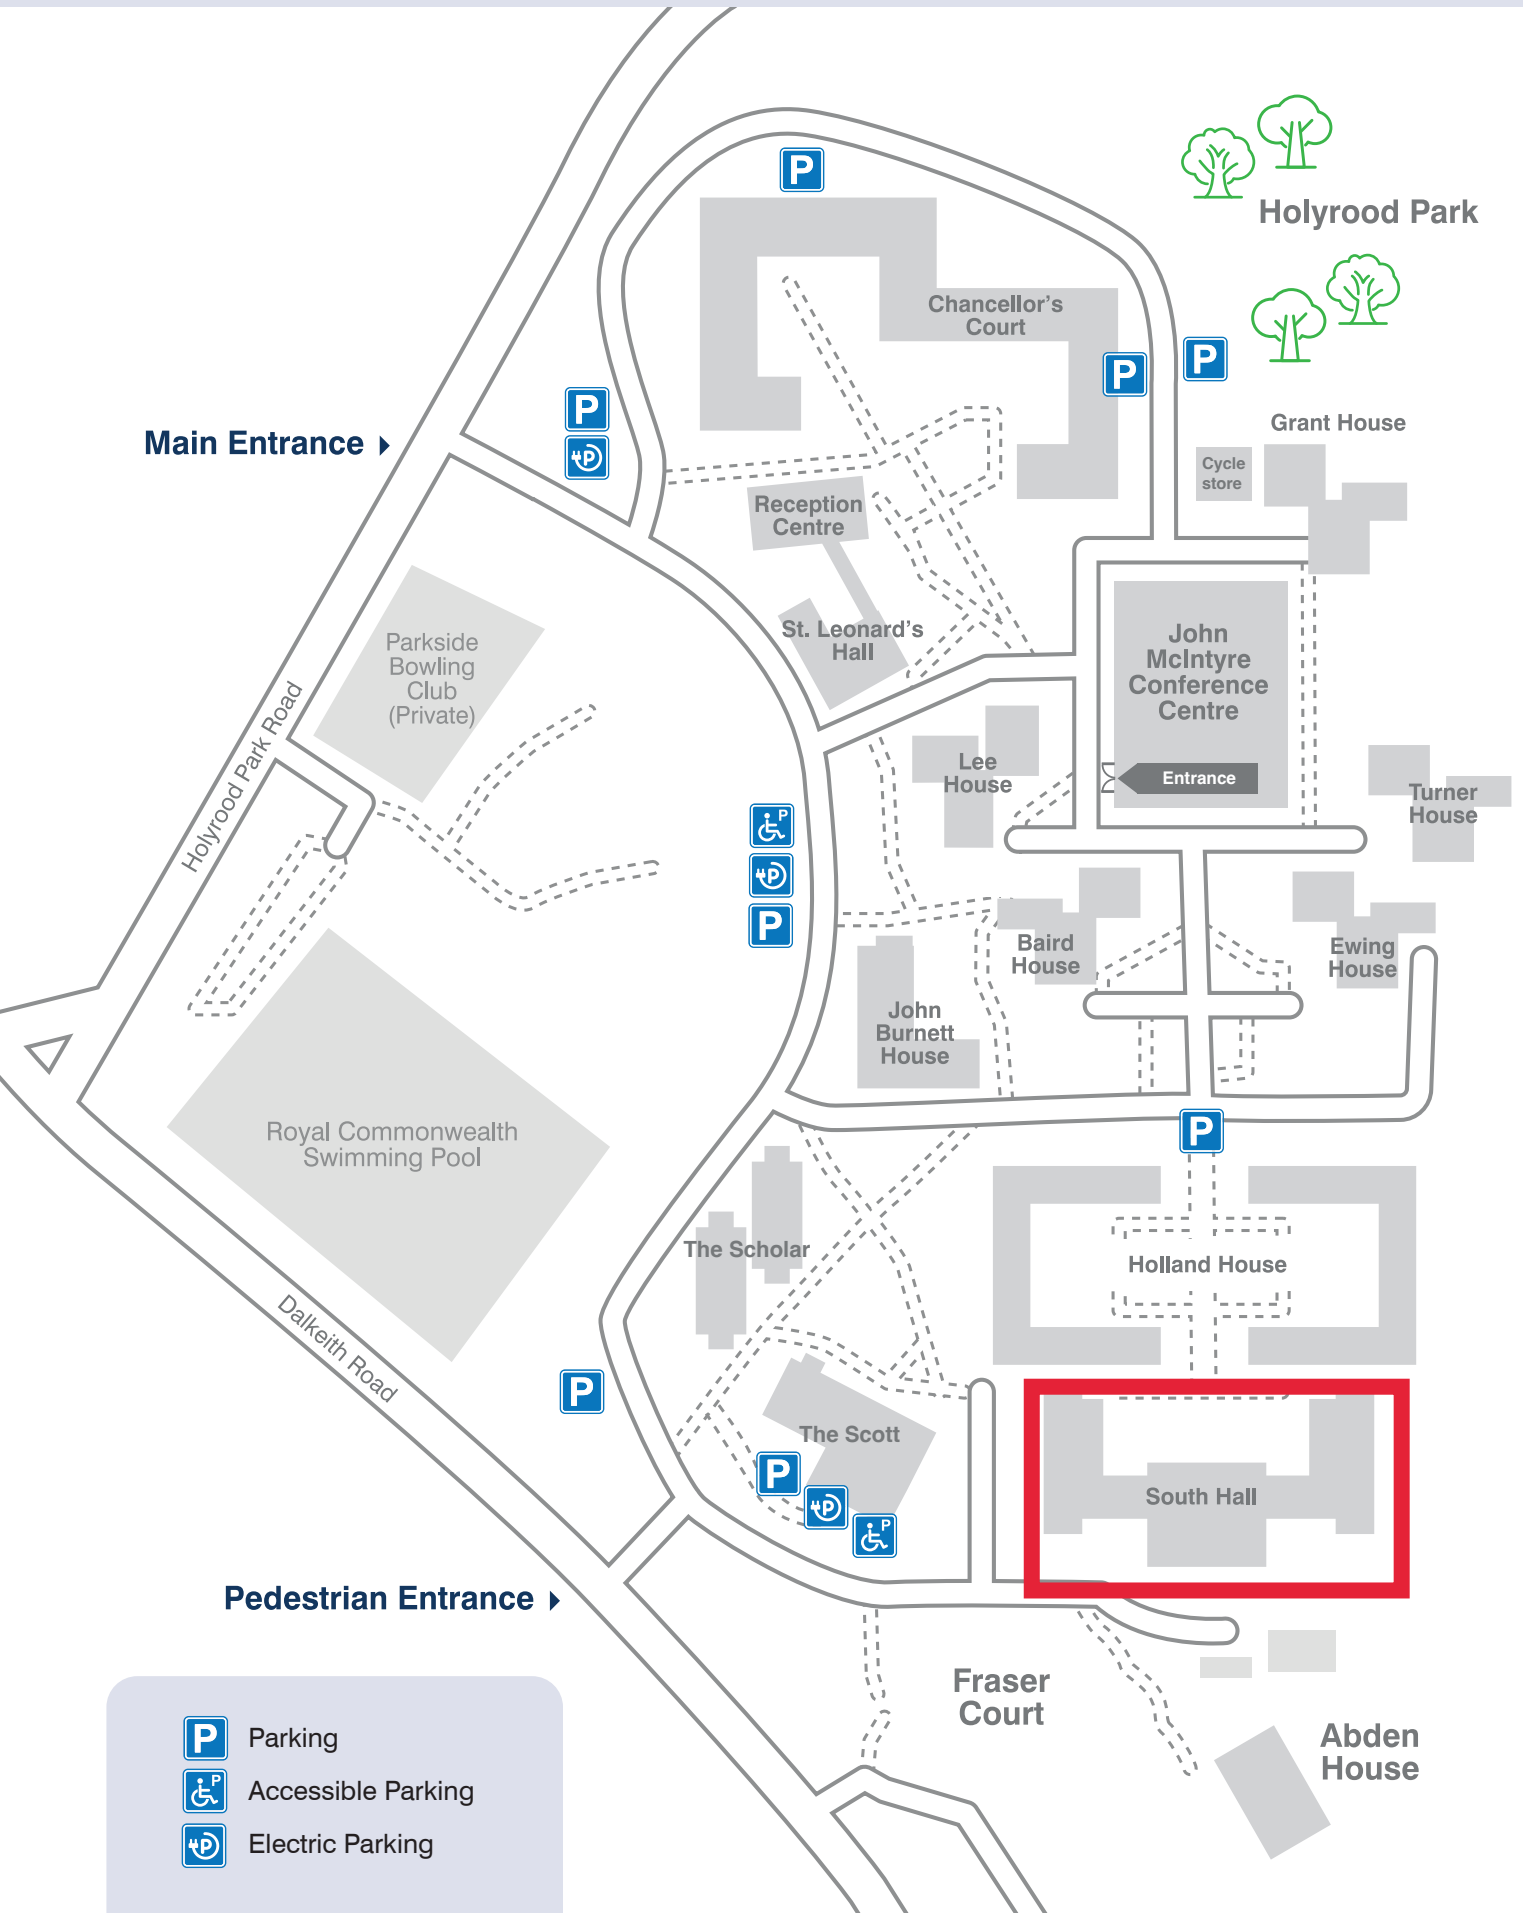 P
Holyrood Park
Chancellor's
Court
P
P
P
P
Main Entrance
Grant House
Cycle
store
Reception
Centre
Parkside
Bowling
Club
(Private)
St. Leonard's
Hall
John
McIntyre
Conference
Centre
Entrance
Holyrood Park Road
Lee
House
Turner
House
P
P
P
Baird
House
Ewing
House
John
Burnett
House
Royal Commonwealth
Swimming Pool
P
The Scholar
Holland House
Dalkeith Road
P
The Scott
P
P
P
South Hall
Pedestrian Entrance
Fraser
Court
Abden
House
P Parking
P Accessible Parking
P Electric Parking